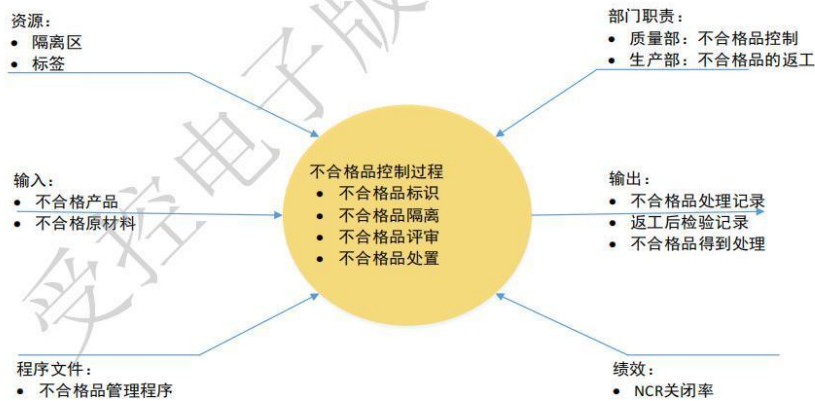 资源：
• 隔离区
• 标签
部门职责：
• 质量部：不合格品控制
• 生产部：不合格品的返工
输入：
• 不合格产品
• 不合格原材料
不合格品控制过程
• 不合格品标识
• 不合格品隔离
• 不合格品评审
• 不合格品处置
输出：
• 不合格品处理记录
• 返工后检验记录
• 不合格品得到处理
程序文件：
• 不合格品管理程序
绩效：
• NCR关闭率
受控电子版